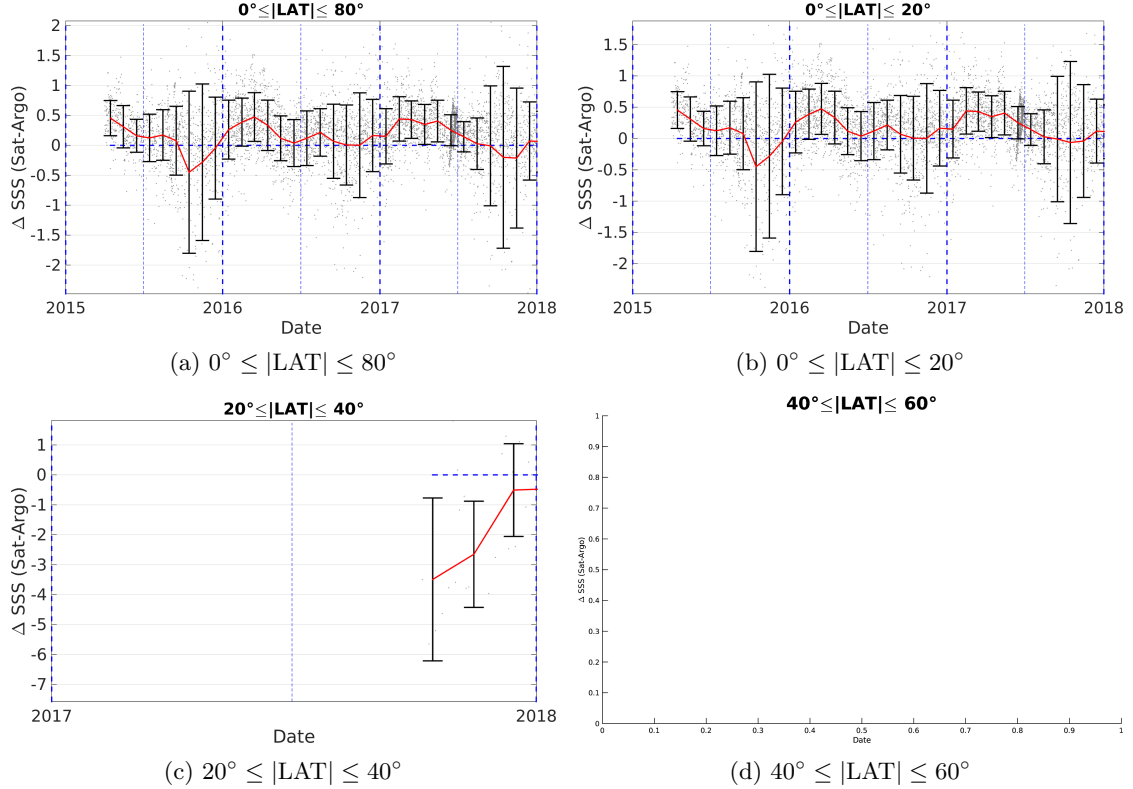 0°≤|LAT|≤ 80°
Δ SSS (Sat-Argo)
2
1.5
1
0.5
0
-0.5
-1
-1.5
-2
2015 2016 2017 2018
Date
(a) 0° ≤ |LAT| ≤ 80°
0°≤|LAT|≤ 20°
Δ SSS (Sat-Argo)
1.5
1
0.5
0
-0.5
-1
-1.5
-2
2015 2016 2017 2018
Date
(b) 0° ≤ |LAT| ≤ 20°
20°≤|LAT|≤ 40°
Δ SSS (Sat-Argo)
1
0
-1
-2
-3
-4
-5
-6
-7
2017 2018
Date
(c) 20° ≤ |LAT| ≤ 40°
40°≤|LAT|≤ 60°
Δ SSS (Sat-Argo)
1
0.9
0.8
0.7
0.6
0.5
0.4
0.3
0.2
0.1
0
0 0.1 0.2 0.3 0.4 0.5 0.6 0.7 0.8 0.9 1
Date
(d) 40° ≤ |LAT| ≤ 60°